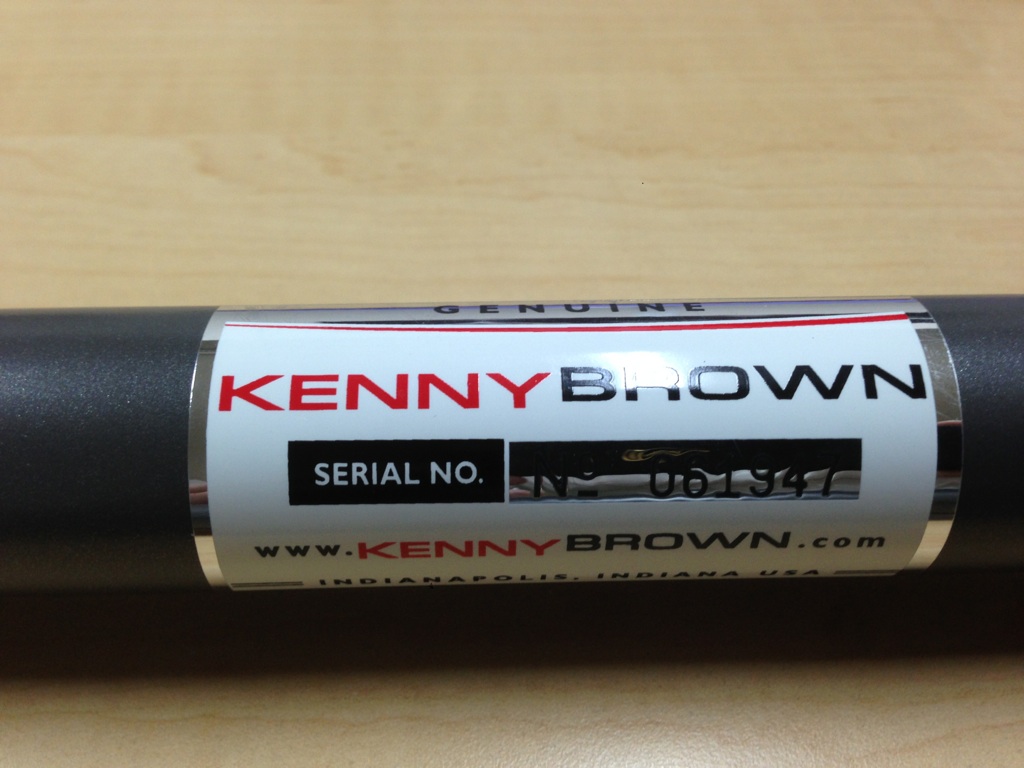 GENUINE
KENNYBROWN
SERIAL NO. Nº 061947
www.KENNYBROWN.com
INDIANAPOLIS, INDIANA USA